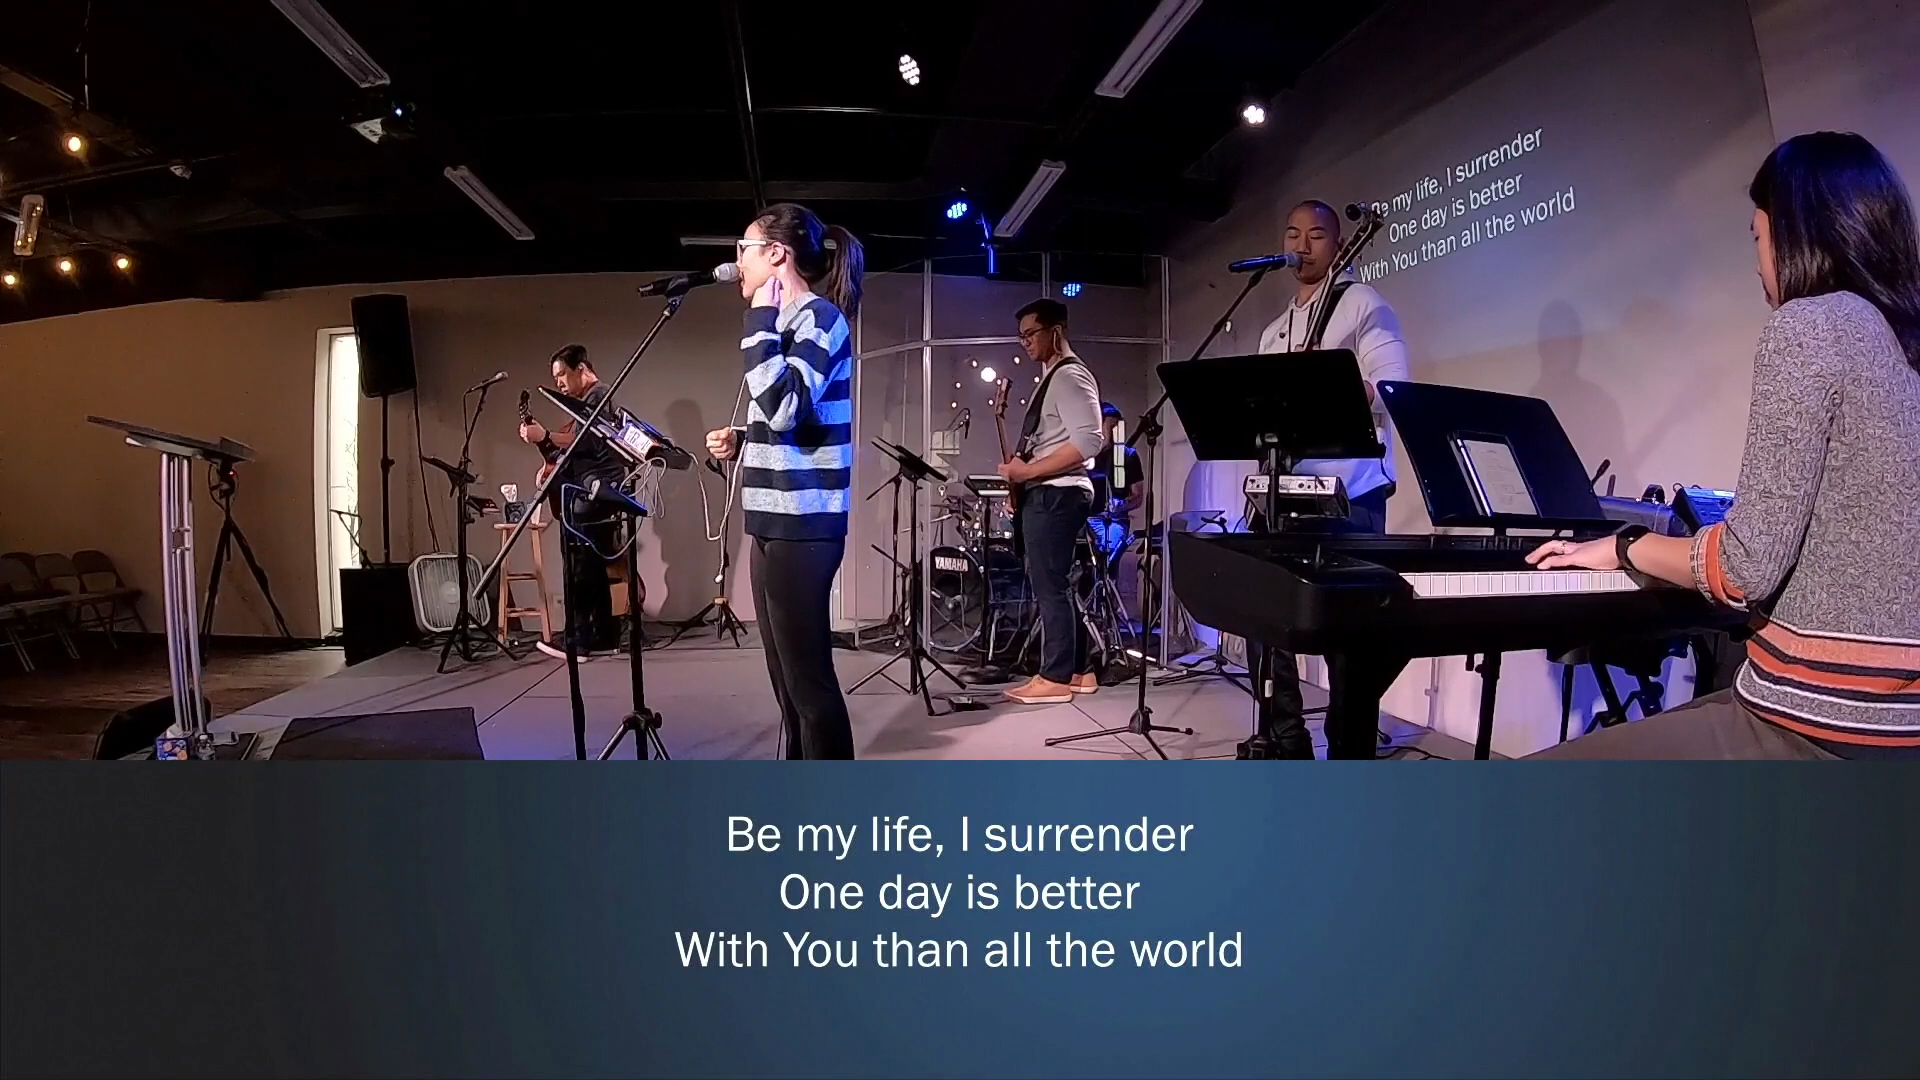 Be my life, I surrender
One day is better
With You than all the world
YAMAHA
Be my life, I surrender
One day is better
With You than all the world